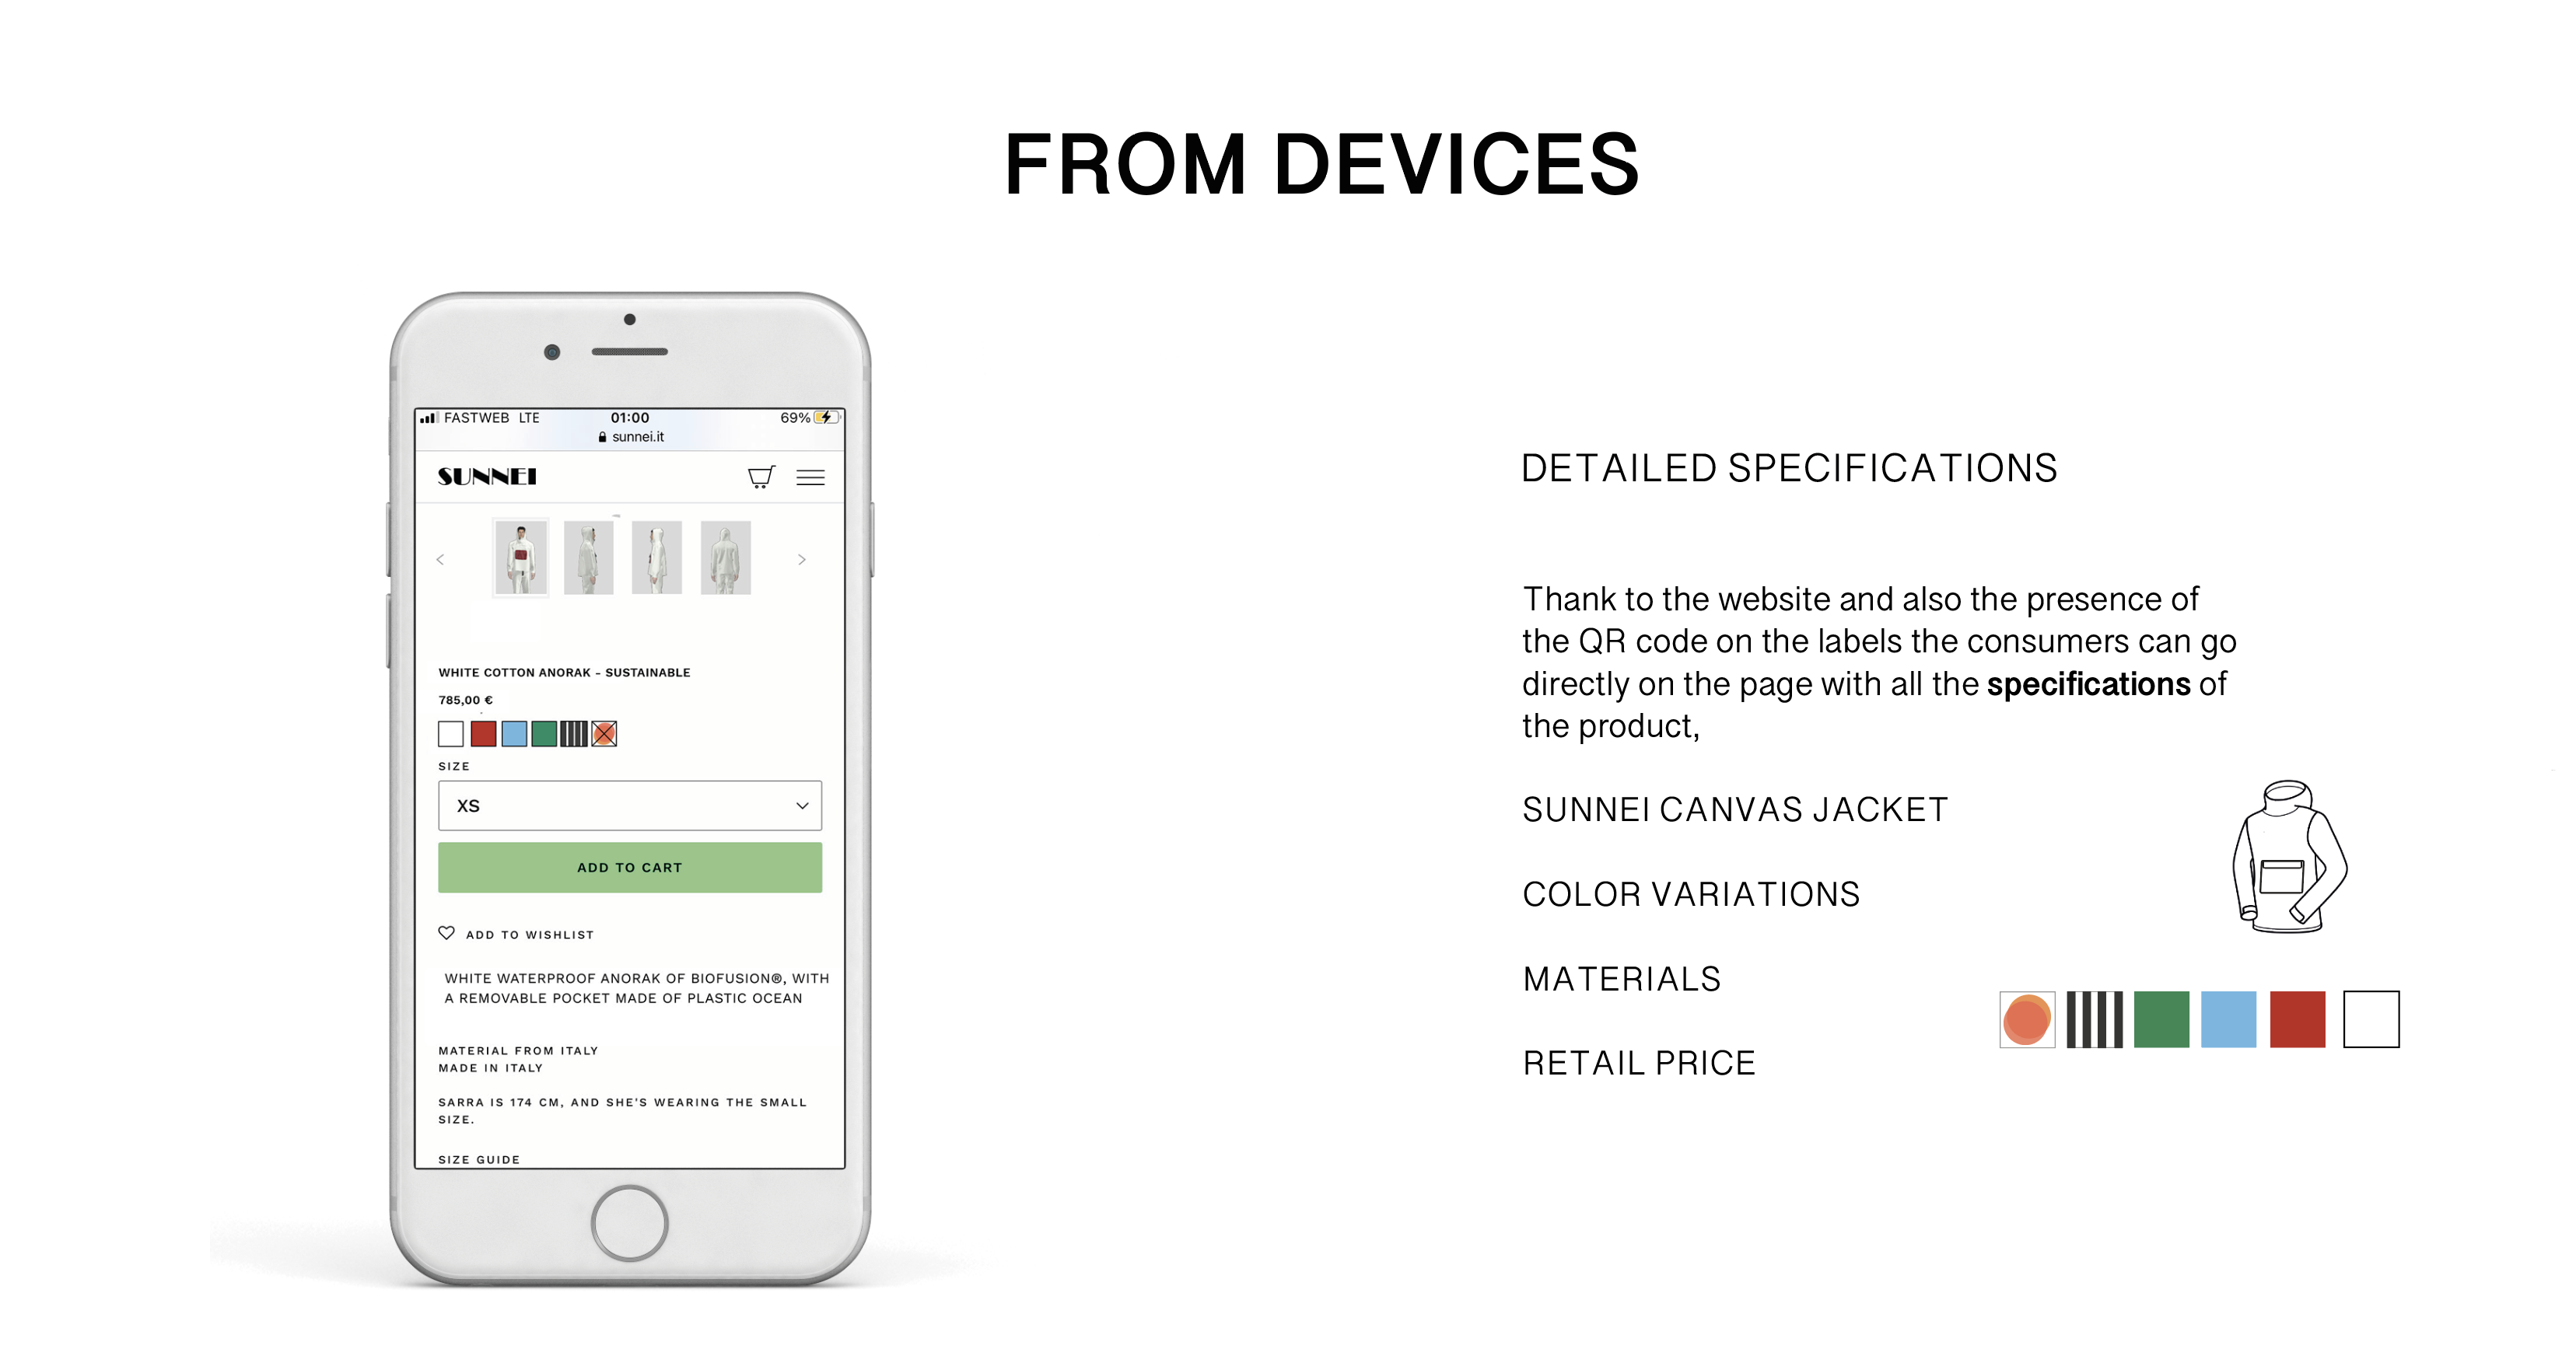 FROM DEVICES
FASTWEB LTE 01:00 69%
sunnei.it
SUNNEI
WHITE COTTON ANORAK - SUSTAINABLE
785,00 €
SIZE
XS
ADD TO CART
ADD TO WISHLIST
WHITE WATERPROOF ANORAK OF BIOFUSION®, WITH
A REMOVABLE POCKET MADE OF PLASTIC OCEAN
MATERIAL FROM ITALY
MADE IN ITALY
SARRA IS 174 CM, AND SHE'S WEARING THE SMALL
SIZE.
SIZE GUIDE
DETAILED SPECIFICATIONS
Thank to the website and also the presence of
the QR code on the labels the consumers can go
directly on the page with all the specifications of
the product,
SUNNEI CANVAS JACKET
COLOR VARIATIONS
MATERIALS
RETAIL PRICE